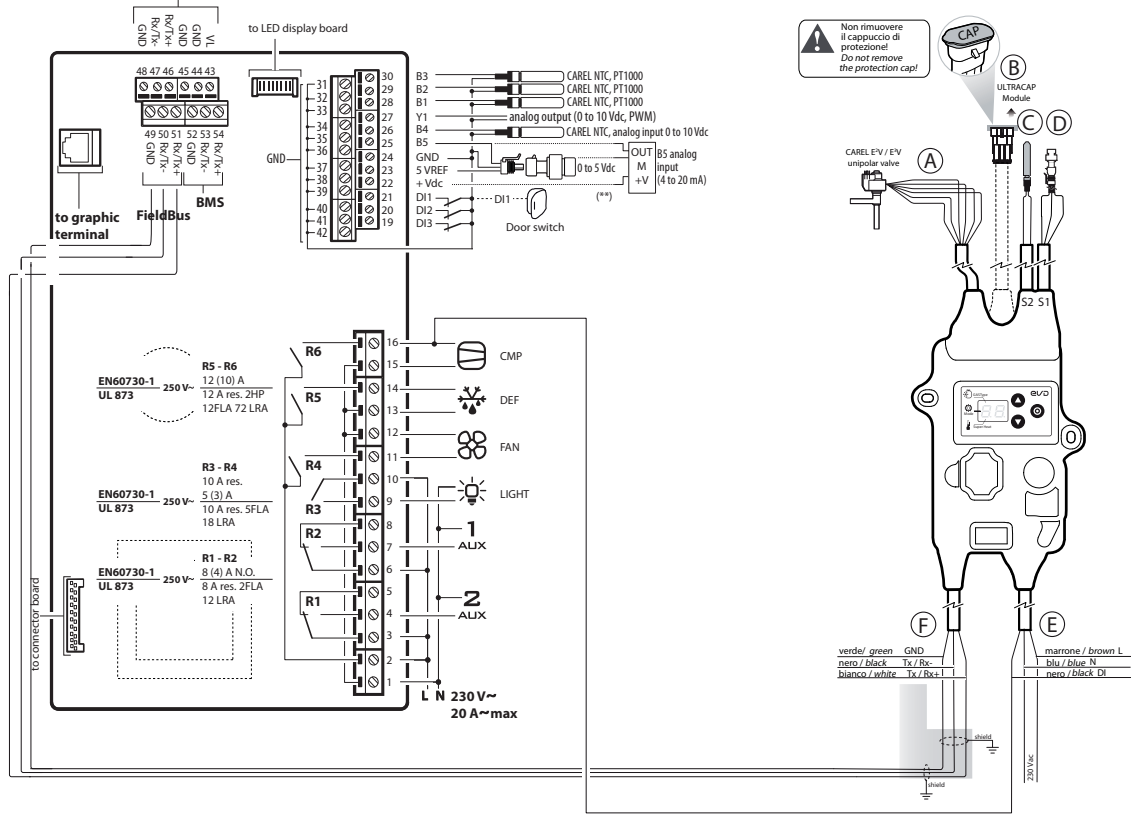 GND
Rx/Tx-
Rx/Tx+
GND
GND
VL
to LED display board
48 47 46 45 44 43
49 50 51 52 53 54
GND
Rx/Tx-
Rx/Tx+
GND
Rx/Tx-
Rx/Tx+
FieldBus
BMS
to graphic
terminal
GND
31
32
33
34
35
36
37
38
39
40
41
42
30
29
28
27
26
25
24
23
22
21
20
19
B3
B2
B1
Y1
B4
B5
GND
5 VREF
+ Vdc
DI1
DI2
DI3
CAREL NTC, PT1000
CAREL NTC, PT1000
CAREL NTC, PT1000
analog output (0 to 10 Vdc, PWM)
CAREL NTC, analog input 0 to 10 Vdc
0 to 5 Vdc
OUT
M
+V
B5 analog
input
(4 to 20 mA)
(**)
DI1
Door switch
Non rimuovere
il cappuccio di
protezione!
Do not remove
the protection cap!
CAP
B
ULTRACAP
Module
C
D
CAREL E²V / E³V
unipolar valve
A
S2 S1
evd
Super Heat
EN60730-1
UL 873
250 V~
R5 - R6
12 (10) A
12 A res. 2HP
12FLA 72 LRA
EN60730-1
UL 873
250 V~
R3 - R4
10 A res.
5 (3) A
10 A res. 5FLA
18 LRA
EN60730-1
UL 873
250 V~
R1 - R2
8 (4) A N.O.
8 A res. 2FLA
12 LRA
to connector board
R6
R5
R4
R3
R2
R1
16
15
14
13
12
11
10
9
8
7
6
5
4
3
2
1
CMP
DEF
FAN
LIGHT
1
AUX
2
AUX
L N 230 V~
20 A~max
F
E
verde/ green GND
nero / black Tx / Rx-
bianco / white Tx / Rx+
marrone / brown L
blu / blue N
nero / black DI
shield
shield
230 Vac